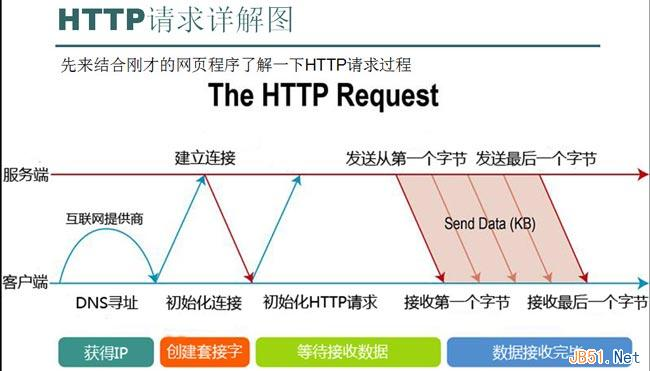 HTTP请求详解图
先来结合刚才的网页程序了解一下HTTP请求过程
The HTTP Request
建立连接
发送从第一个字节
发送最后一个字节
服务端
互联网提供商
Send Data (KB)
客户端
DNS寻址
初始化连接
初始化HTTP请求
接收第一个字节
接收最后一个字节
获得IP
创建套接字
等待接收数据
数据接收完毕
JB51.Net